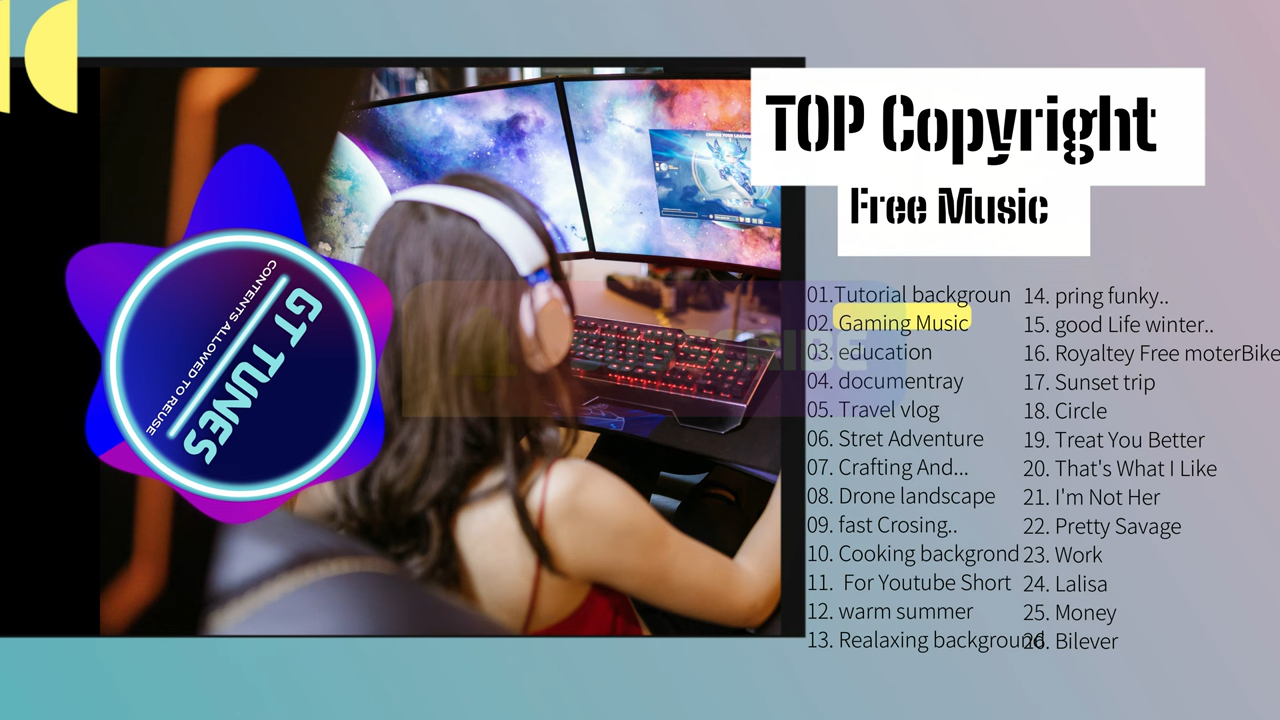 TOP Copyright
Free Music
GT TUNES
CONTENTS ALLOWED TO REUSE
SUBSCRIBE
01.Tutorial backgroun
02. Gaming Music
03. education
04. documentray
05. Travel vlog
06. Stret Adventure
07. Crafting And...
08. Drone landscape
09. fast Crosing..
10. Cooking backgrond
11. For Youtube Short
12. warm summer
13. Realaxing background
14. pring funky..
15. good Life winter..
16. Royaltey Free moterBike
17. Sunset trip
18. Circle
19. Treat You Better
20. That's What I Like
21. I'm Not Her
22. Pretty Savage
23. Work
24. Lalisa
25. Money
26. Bilever